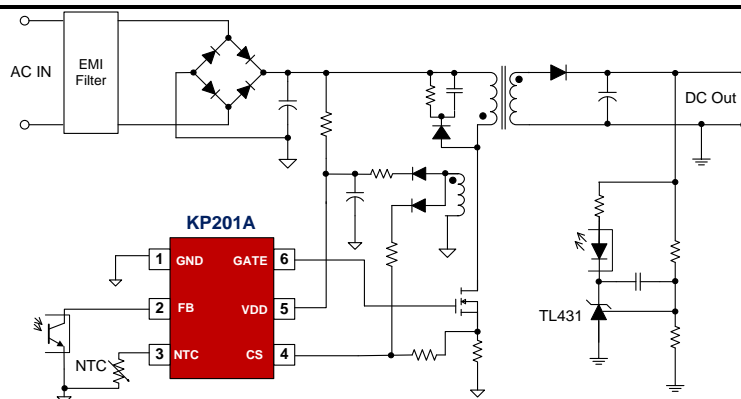 AC IN
EMI
Filter
DC Out
KP201A
1 GND GATE 6
2 FB VDD 5
3 NTC CS 4
NTC
TL431